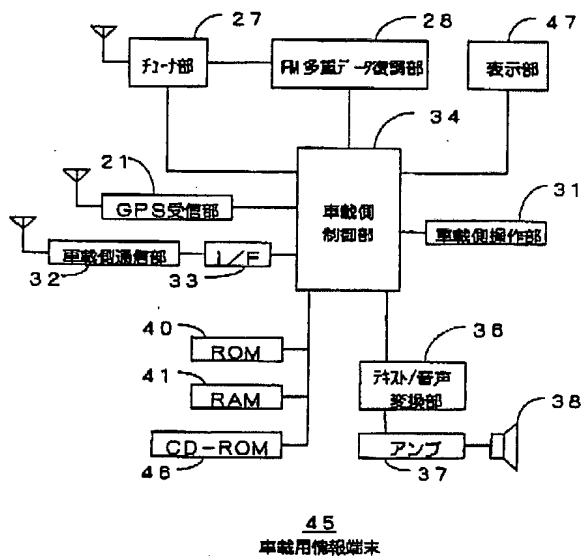 27
チューナ部
28
FM多重データ復調部
47
表示部
34
車載側
制御部
21
GPS受信部
31
車載側操作部
車載側通信部
32
I/F
33
40
ROM
41
RAM
CD-ROM
46
36
テキスト/音声
変換部
38
アンプ
37
45
車載用情報端末